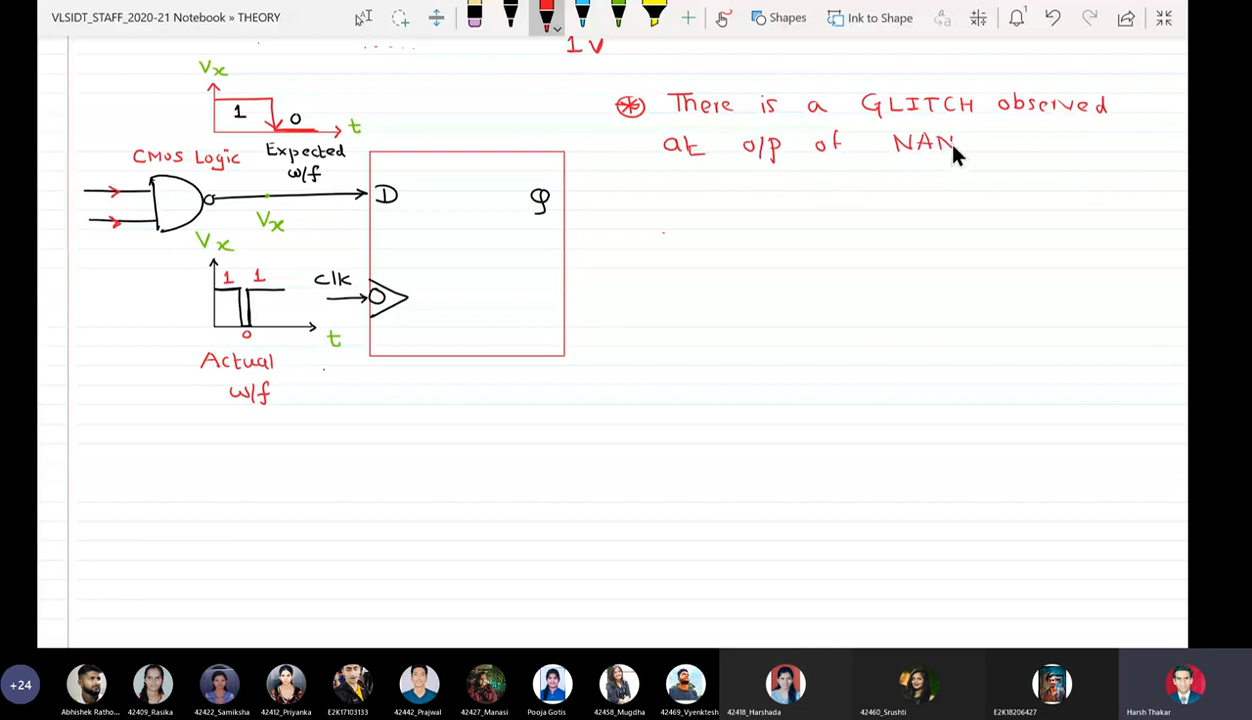 VLSIDT_STAFF_2020-21 Notebook » THEORY
Shapes
Ink to Shape
1 V
Vx
⊛ There is a GLITCH observed
1 0 t
at o/p of NAN
CMOS Logic
Expected
w/f
D Q
Vx
Vx
1 1
clk
0
t
Actual
w/f
+24
Abhishek Ratho...
42409_Rasika
42422_Samiksha
42412_Priyanka
E2K17103133
42442_Prajwal
42427_Manasi
Pooja Gotis
42458_Mugdha
42469_Vyenktesh
42418_Harshada
42460_Srushti
E2K18206427
Harsh Thakar